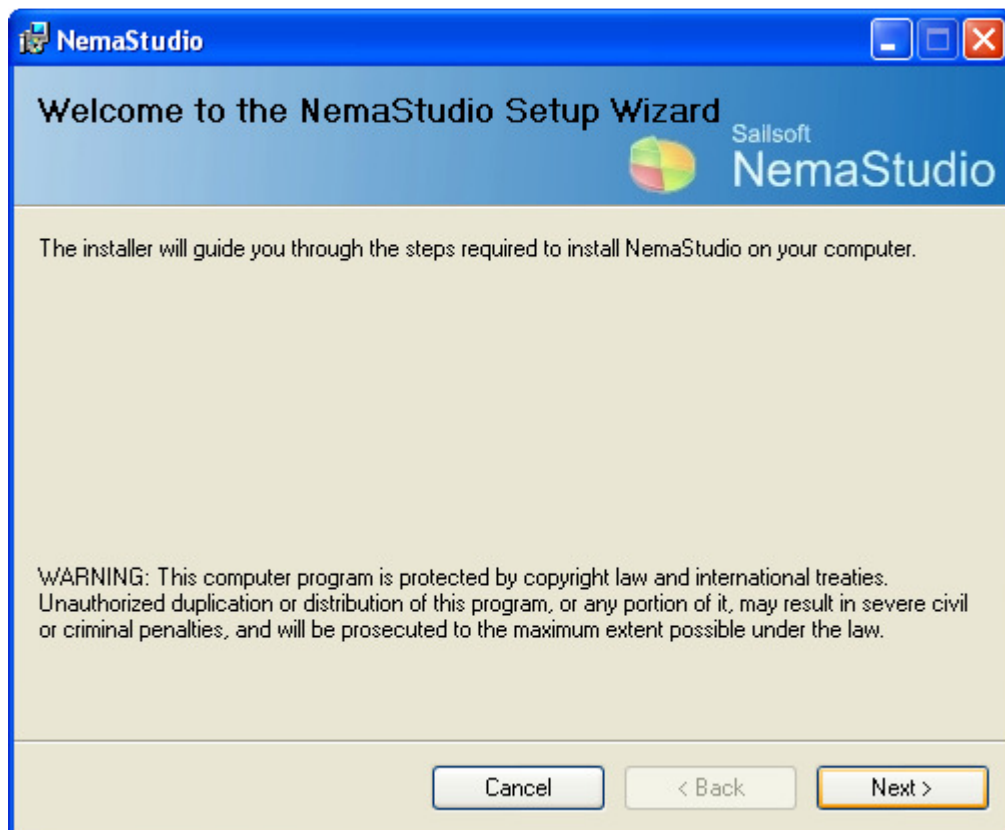 NemaStudio
Welcome to the NemaStudio Setup Wizard
Sailsoft
NemaStudio
The installer will guide you through the steps required to install NemaStudio on your computer.
WARNING: This computer program is protected by copyright law and international treaties.
Unauthorized duplication or distribution of this program, or any portion of it, may result in severe civil
or criminal penalties, and will be prosecuted to the maximum extent possible under the law.
Cancel
< Back
Next >